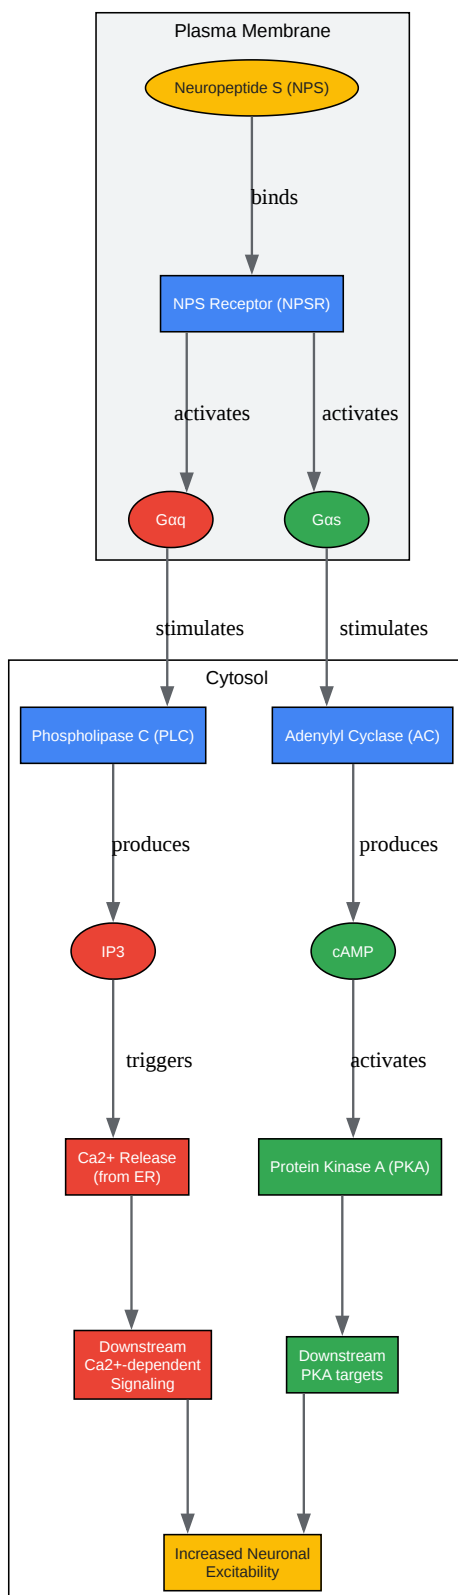 Plasma Membrane
Neuropeptide S (NPS)
binds
NPS Receptor (NPSR)
activates
activates
Gαq
Gαs
stimulates
stimulates
Cytosol
Phospholipase C (PLC)
Adenylyl Cyclase (AC)
produces
produces
IP3
cAMP
triggers
activates
Ca2+ Release
(from ER)
Protein Kinase A (PKA)
Downstream
Ca2+-dependent
Signaling
Downstream
PKA targets
Increased Neuronal
Excitability